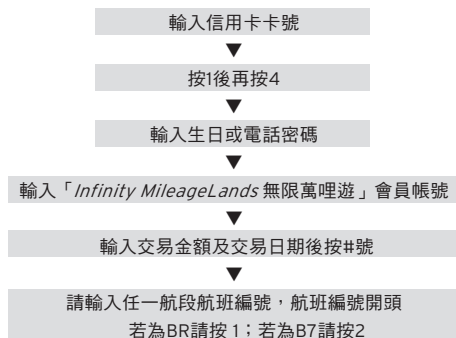 輸入信用卡卡號
▼
按1後再按4
▼
輸入生日或電話密碼
▼
輸入「Infinity MileageLands 無限萬哩遊」會員帳號
▼
輸入交易金額及交易日期後按#號
▼
請輸入任一航段航班編號，航班編號開頭
若為BR請按1；若為B7請按2